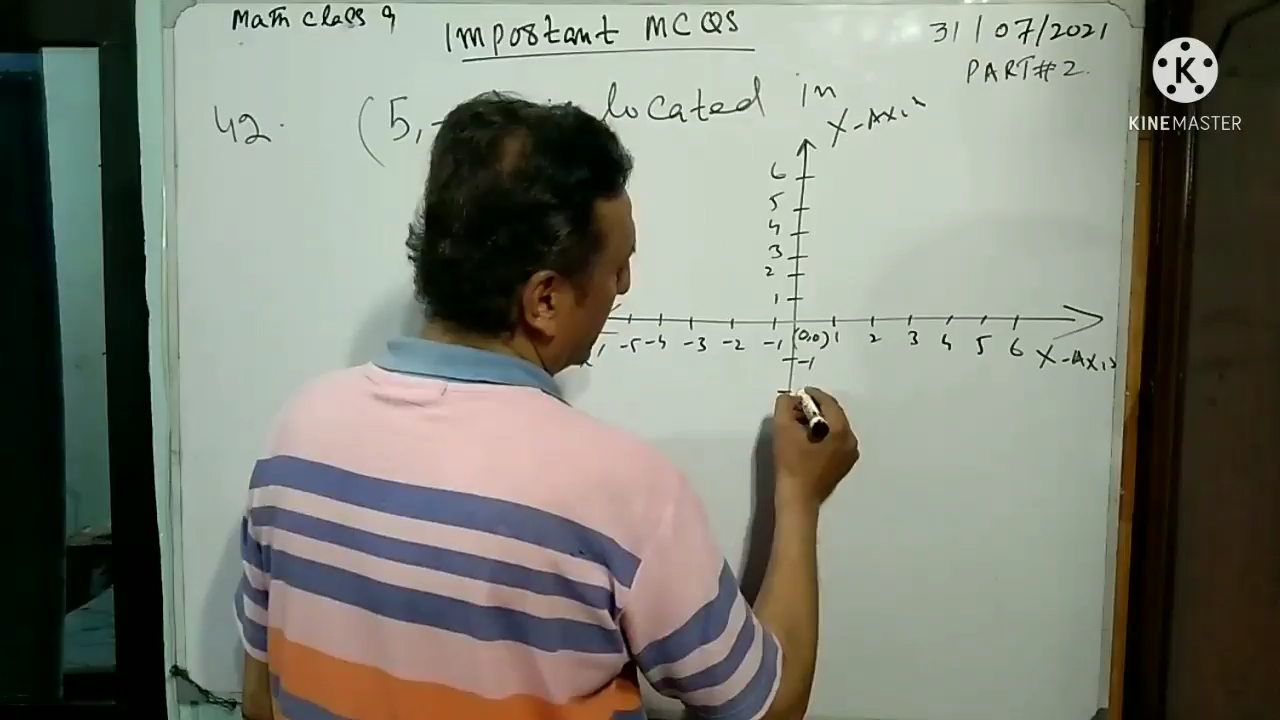 Math class 9
Important MCQS
31/07/2021
PART#2.
KINEMASTER
42. (5, located in
Y-Axis
6
5
4
3
2
1
-5 -4 -3 -2 -1 (0,0) 1 2 3 4 5 6 X-Axis
-1